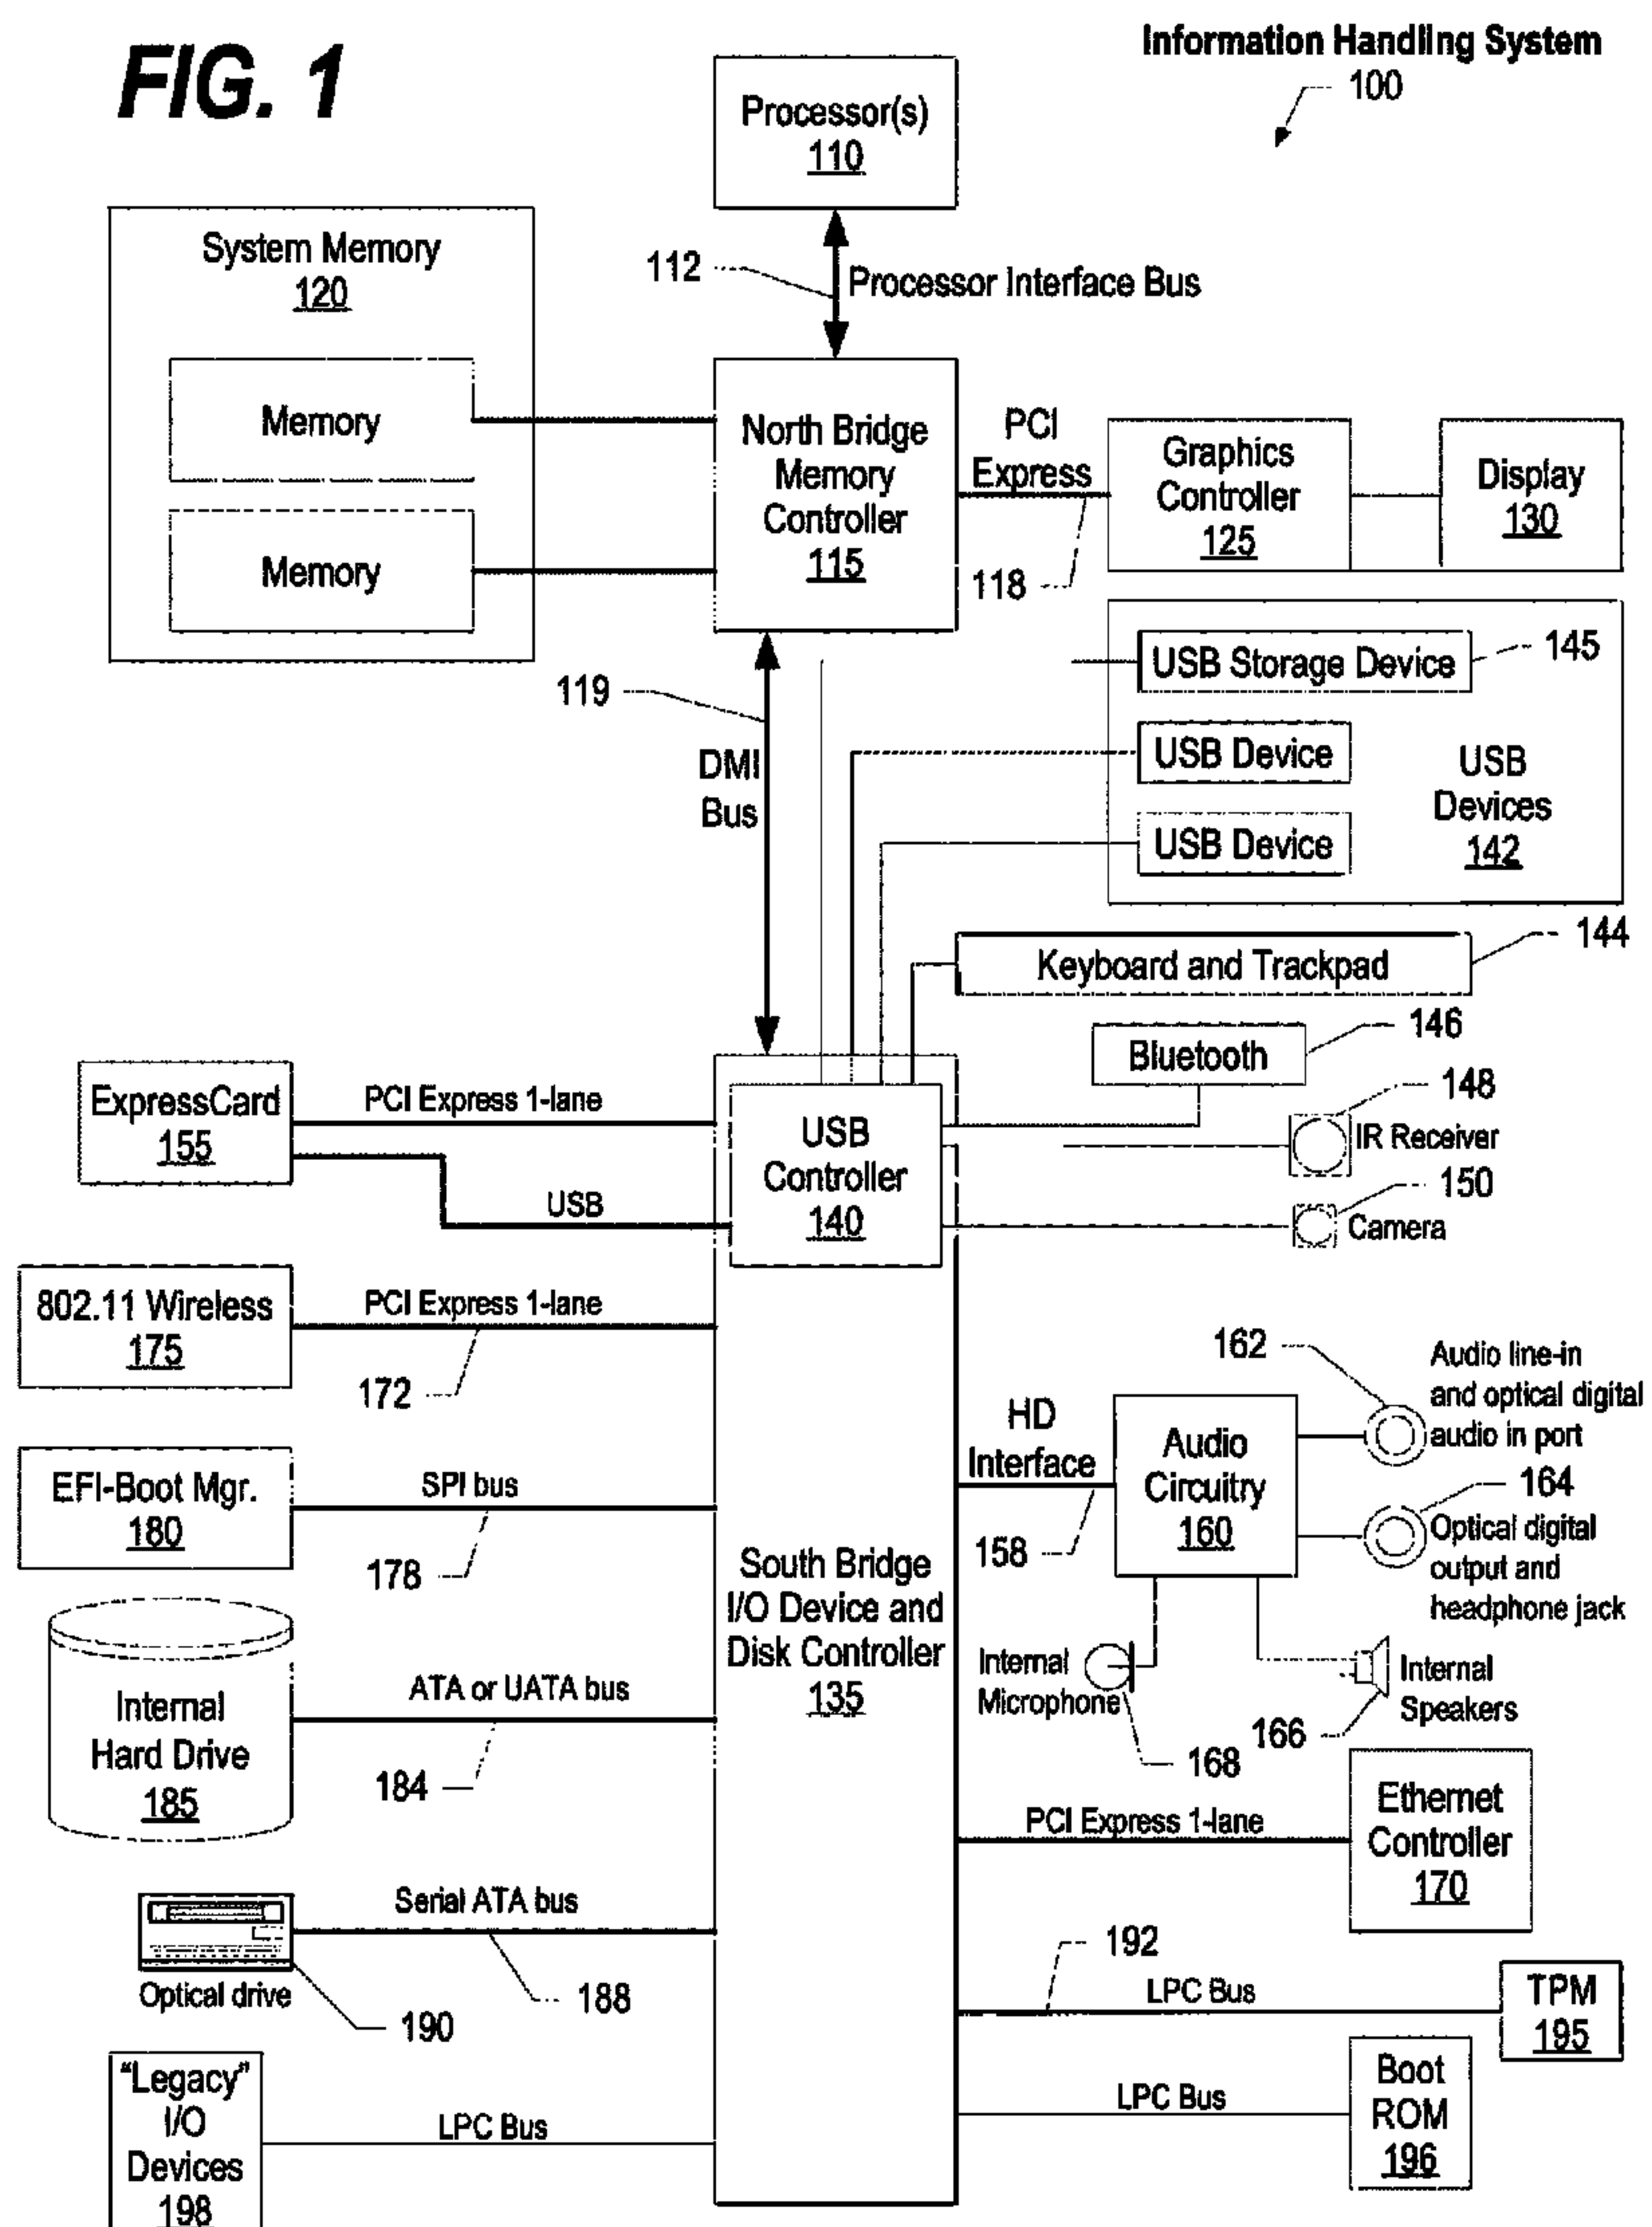 FIG. 1
Information Handling System
100
Processor(s)
110
System Memory
120
112
Processor Interface Bus
Memory
Memory
North Bridge
Memory
Controller
115
PCI
Express
118
Graphics
Controller
125
Display
130
119
DMI
Bus
USB Storage Device
145
USB Device
USB Device
USB
Devices
142
Keyboard and Trackpad
144
Bluetooth
146
148
IR Receiver
150
Camera
ExpressCard
155
PCI Express 1-lane
USB
USB
Controller
140
802.11 Wireless
175
PCI Express 1-lane
172
EFI-Boot Mgr.
180
SPI bus
178
Internal
Hard Drive
185
ATA or UATA bus
184
South Bridge
I/O Device and
Disk Controller
135
HD
Interface
158
Audio
Circuitry
160
162
Audio line-in
and optical digital
audio in port
164
Optical digital
output and
headphone jack
Internal
Microphone
168
Internal
Speakers
166
PCI Express 1-lane
Ethernet
Controller
170
Serial ATA bus
188
Optical drive
190
192
LPC Bus
TPM
195
LPC Bus
Boot
ROM
196
"Legacy"
I/O
Devices
198
LPC Bus